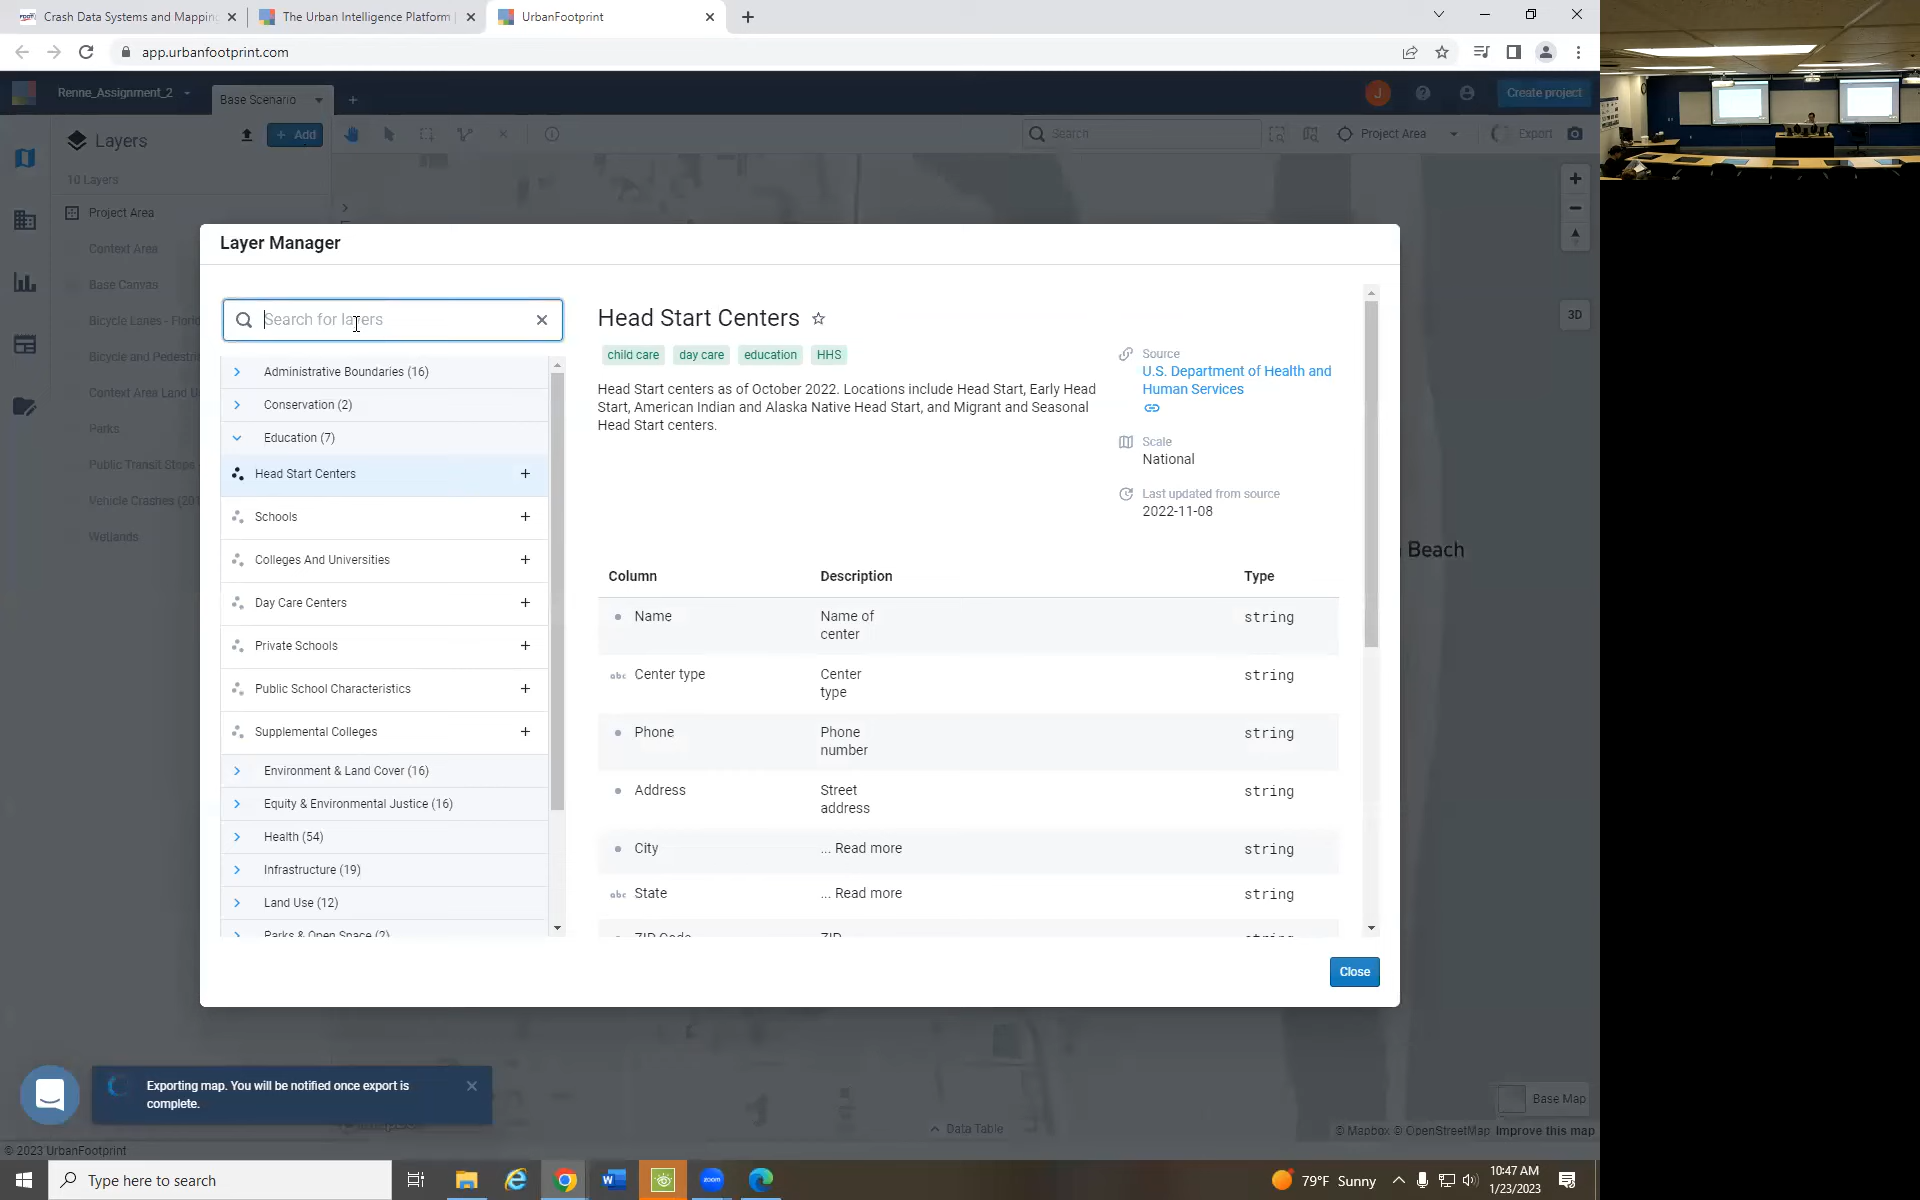 Crash Data Systems and Mapping
The Urban Intelligence Platform
UrbanFootprint
app.urbanfootprint.com
Renne_Assignment_2
Base Scenario
J
Create project
Layers
Add
Search
Project Area
Export
10 Layers
Project Area
Context Area
Base Canvas
Bicycle Lanes - Flori
Bicycle and Pedestri
Context Area Land U
Parks
Public Transit Stops -
Vehicle Crashes (201
Wetlands
3D
Beach
Layer Manager
Search for layers
Administrative Boundaries (16)
Conservation (2)
Education (7)
Head Start Centers
Schools
Colleges And Universities
Day Care Centers
Private Schools
Public School Characteristics
Supplemental Colleges
Environment & Land Cover (16)
Equity & Environmental Justice (16)
Health (54)
Infrastructure (19)
Land Use (12)
Parks & Open Space (2)
Head Start Centers
child care day care education HHS
Head Start centers as of October 2022. Locations include Head Start, Early Head
Start, American Indian and Alaska Native Head Start, and Migrant and Seasonal
Head Start centers.
Source
U.S. Department of Health and
Human Services
Scale
National
Last updated from source
2022-11-08
Column Description Type
Name Name of center string
abc Center type Center type string
Phone Phone number string
Address Street address string
City ... Read more string
abc State ... Read more string
ZIP Code ZIP string
Close
Exporting map. You will be notified once export is
complete.
Data Table
Base Map
© Mapbox © OpenStreetMap Improve this map
© 2023 UrbanFootprint
Type here to search
zoom
79°F Sunny
10:47 AM
1/23/2023